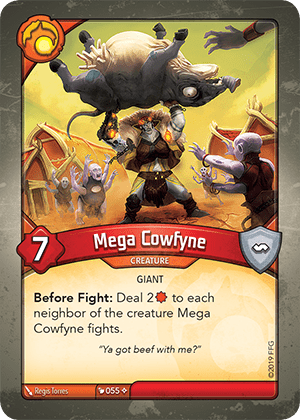 Mega Cowfyne
7
CREATURE
GIANT
Before Fight: Deal 2 to each
neighbor of the creature Mega
Cowfyne fights.
"Ya got beef with me?"
Regis Torres
055
©2019 FFG